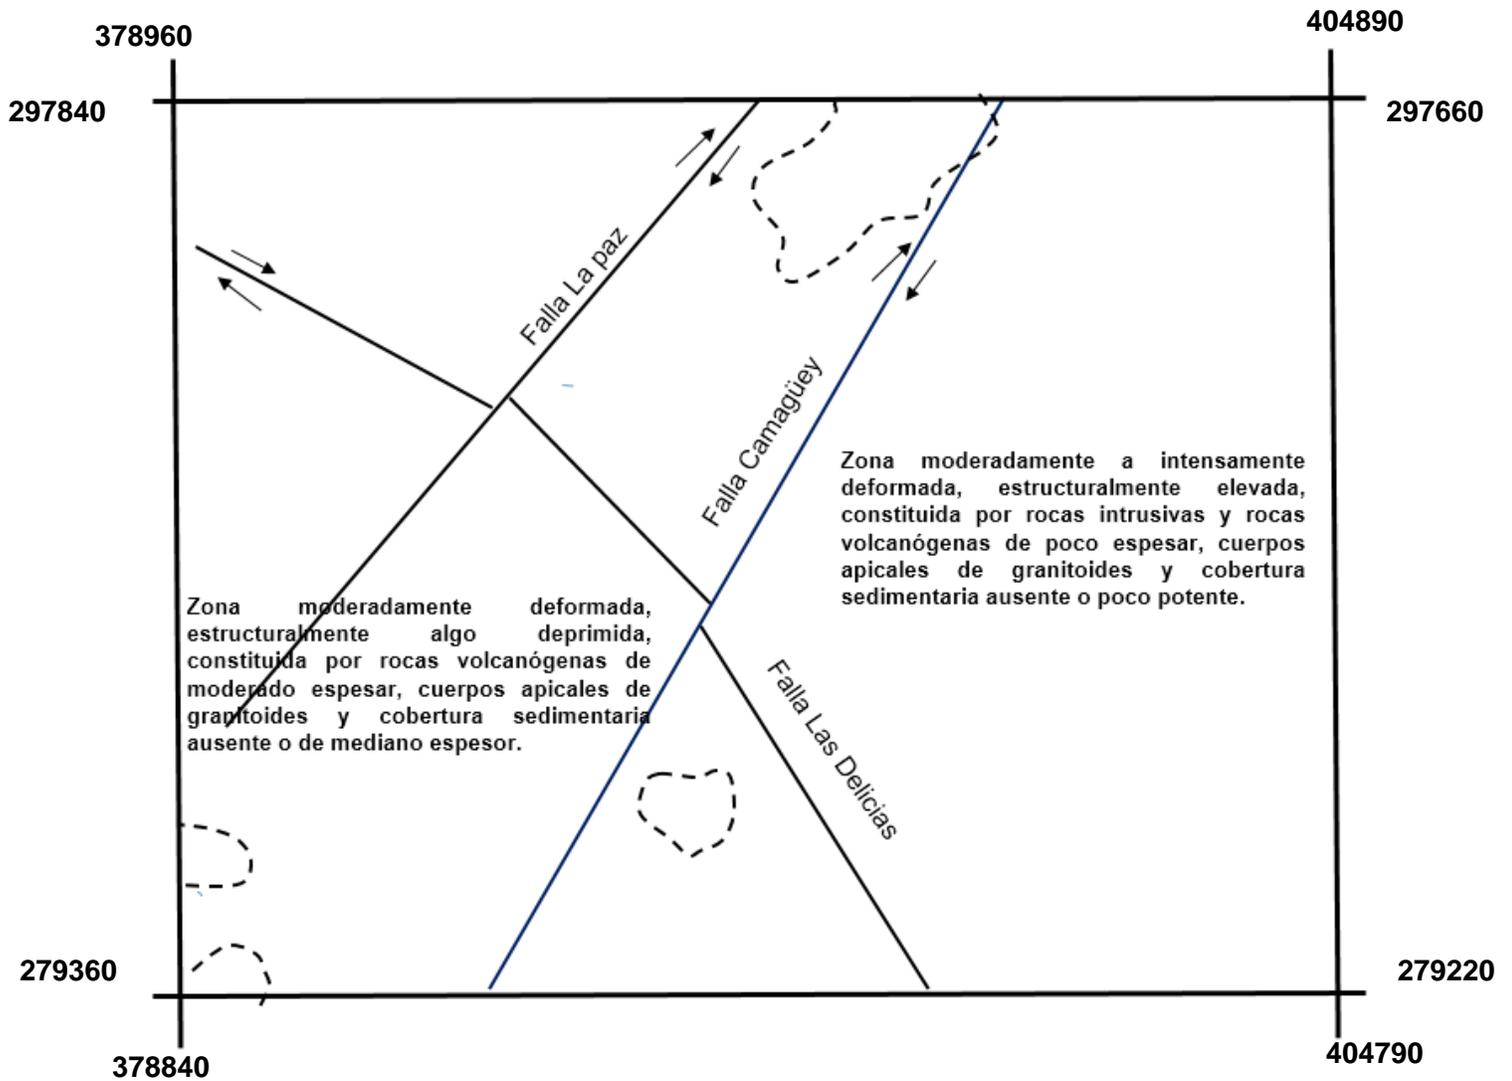 378960
404890
297840
297660
Falla La paz
Falla Camagüey
Zona moderadamente a intensamente
deformada, estructuralmente elevada,
constituida por rocas intrusivas y rocas
volcanógenas de poco espesar, cuerpos
apicales de granitoides y cobertura
sedimentaria ausente o poco potente.
Zona moderadamente deformada,
estructuralmente algo deprimida,
constituida por rocas volcanógenas de
moderado espesar, cuerpos apicales de
granitoides y cobertura sedimentaria
ausente o de mediano espesor.
Falla Las Delicias
279360
279220
378840
404790